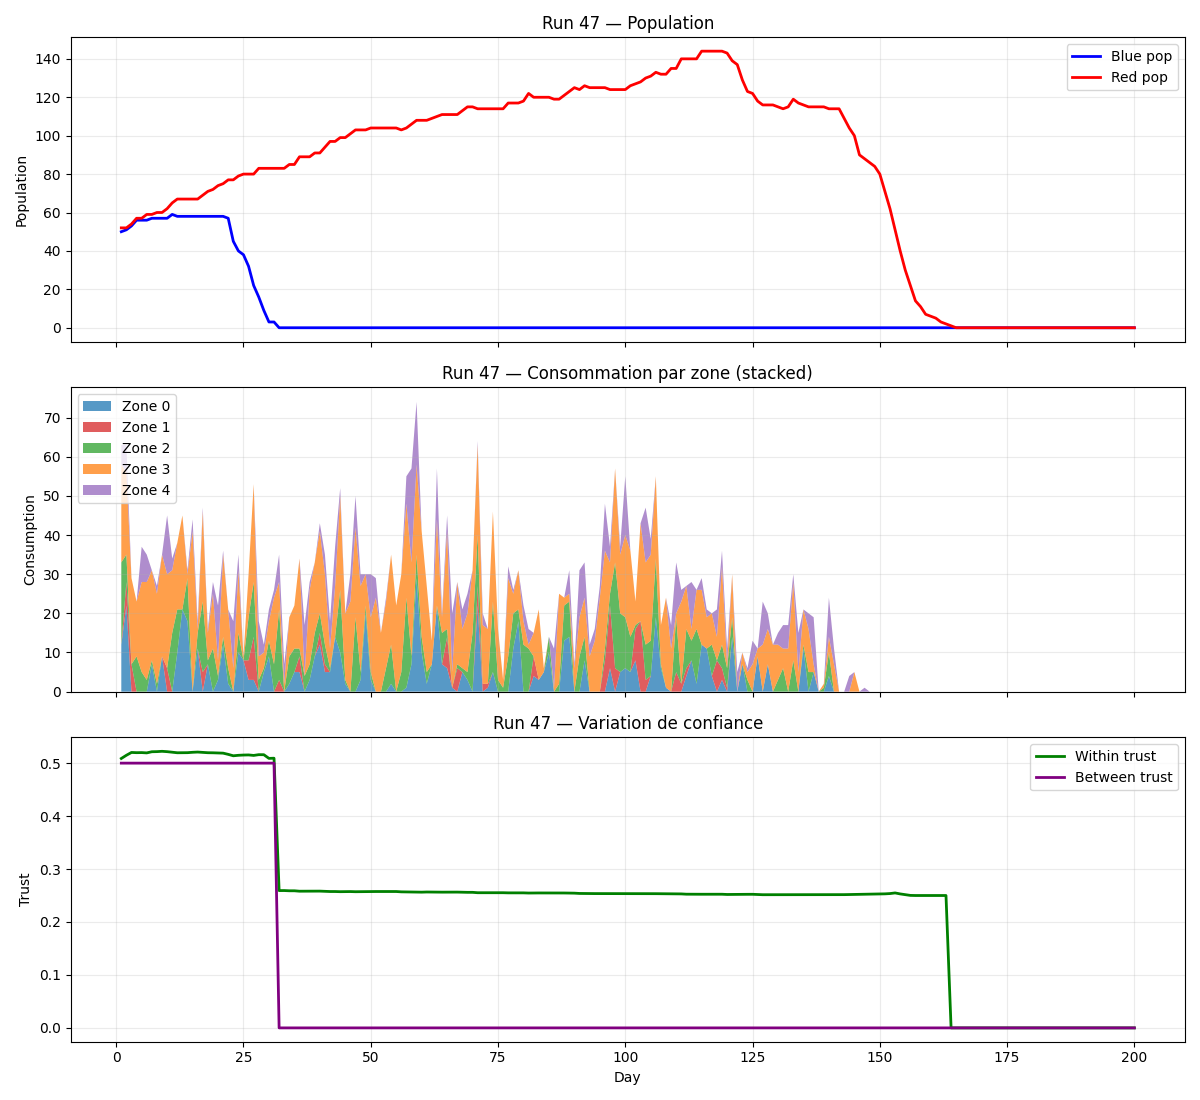 Run 47 — Population
Population
140
120
100
80
60
40
20
0
Blue pop
Red pop
Run 47 — Consommation par zone (stacked)
Consumption
70
60
50
40
30
20
10
0
Zone 0
Zone 1
Zone 2
Zone 3
Zone 4
Run 47 — Variation de confiance
Trust
0.5
0.4
0.3
0.2
0.1
0.0
Within trust
Between trust
0 25 50 75 100 125 150 175 200
Day